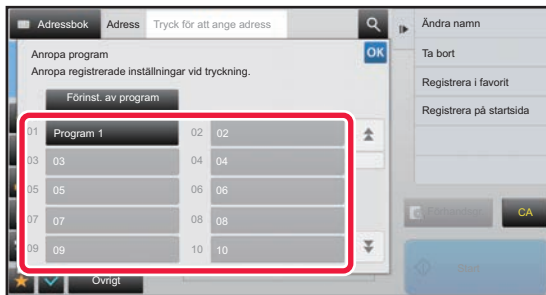 Adressbok Adress Tryck för att ange adress
Ändra namn
Anropa program OK
Ta bort
Anropa registrerade inställningar vid tryckning.
Registrera i favorit
Förinst. av program
Registrera på startsida
01 Program 1 02 02
03 03 04 04
05 05 06 06
07 07 08 08
CA
09 09 10 10
Start
Övrigt